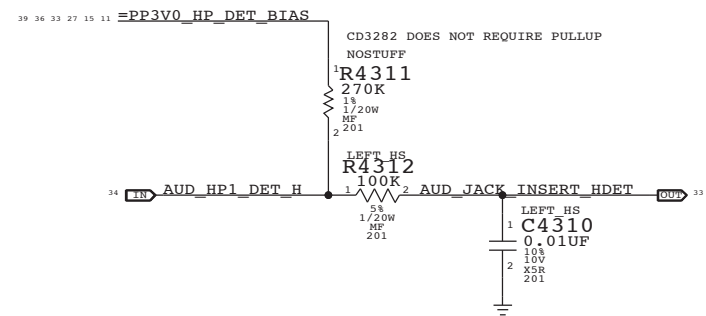 39 36 33 27 15 11 =PP3V0_HP_DET_BIAS
CD3282 DOES NOT REQUIRE PULLUP
NOSTUFF
1 R4311
270K
1%
1/20W
MF
2 201
LEFT_HS
R4312
100K
34 IN AUD_HP1_DET_H 1 2 AUD_JACK_INSERT_HDET OUT 33
5%
1/20W
MF
201
LEFT_HS
1 C4310
0.01UF
10%
10V
2 X5R
201